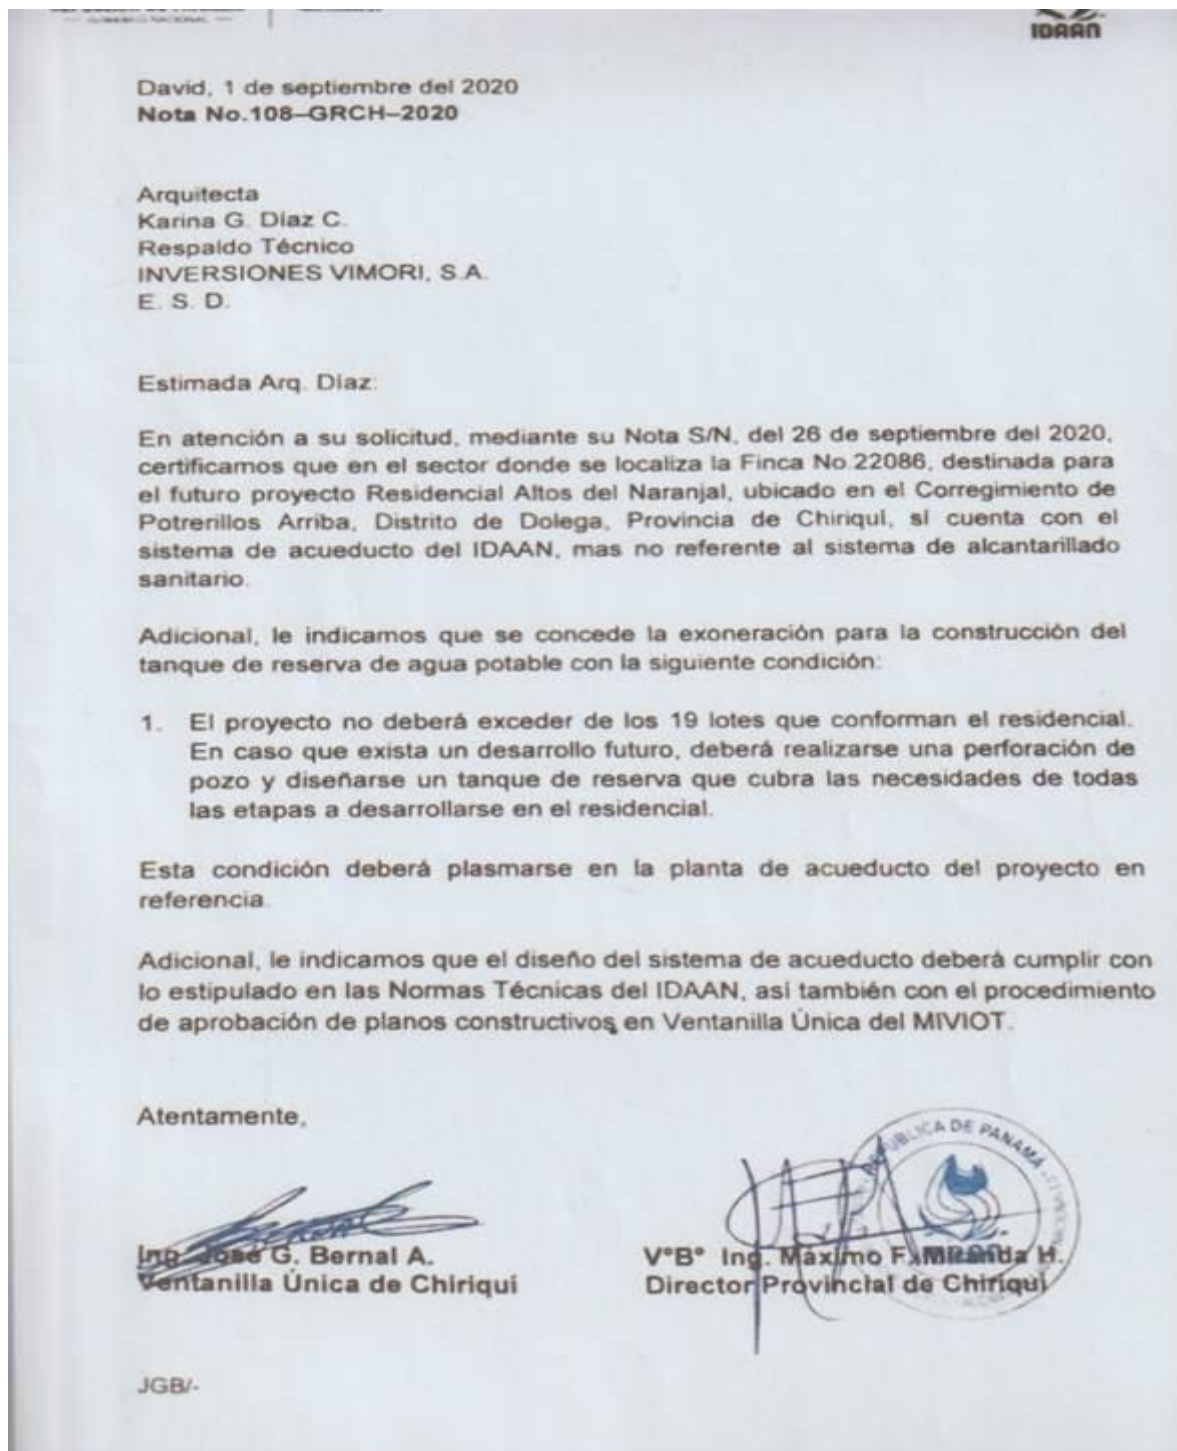 IDAAN
David, 1 de septiembre del 2020
Nota No.108–GRCH–2020
Arquitecta
Karina G. Díaz C.
Respaldo Técnico
INVERSIONES VIMORI, S.A.
E. S. D.
Estimada Arq. Díaz:
En atención a su solicitud, mediante su Nota S/N, del 26 de septiembre del 2020,
certificamos que en el sector donde se localiza la Finca No.22086, destinada para
el futuro proyecto Residencial Altos del Naranjal, ubicado en el Corregimiento de
Potrerillos Arriba, Distrito de Dolega, Provincia de Chiriquí, sí cuenta con el
sistema de acueducto del IDAAN, mas no referente al sistema de alcantarillado
sanitario.
Adicional, le indicamos que se concede la exoneración para la construcción del
tanque de reserva de agua potable con la siguiente condición:
1. El proyecto no deberá exceder de los 19 lotes que conforman el residencial.
En caso que exista un desarrollo futuro, deberá realizarse una perforación de
pozo y diseñarse un tanque de reserva que cubra las necesidades de todas
las etapas a desarrollarse en el residencial.
Esta condición deberá plasmarse en la planta de acueducto del proyecto en
referencia.
Adicional, le indicamos que el diseño del sistema de acueducto deberá cumplir con
lo estipulado en las Normas Técnicas del IDAAN, así también con el procedimiento
de aprobación de planos constructivos en Ventanilla Única del MIVIOT.
Atentamente,
REPÚBLICA DE PANAMÁ
Ing. José G. Bernal A.
Ventanilla Única de Chiriquí
V°B° Ing. Máximo F. Miranda H.
Director Provincial de Chiriquí
JGB/-